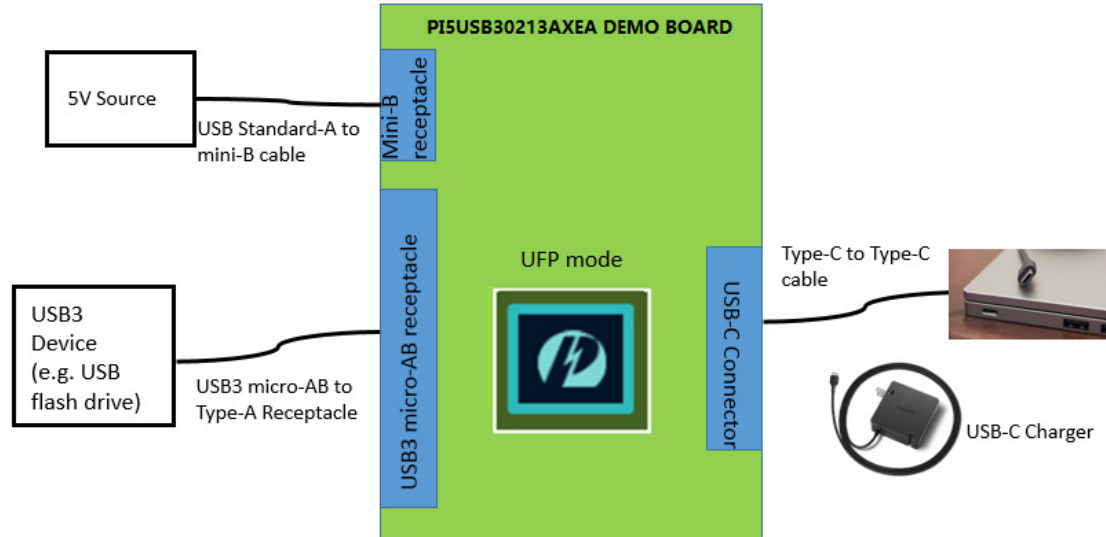 PI5USB30213AXEA DEMO BOARD
5V Source
USB Standard-A to
mini-B cable
Mini-B
receptacle
USB3
Device
(e.g. USB
flash drive)
USB3 micro-AB to
Type-A Receptacle
USB3 micro-AB receptacle
UFP mode
USB-C Connector
Type-C to Type-C
cable
USB-C Charger